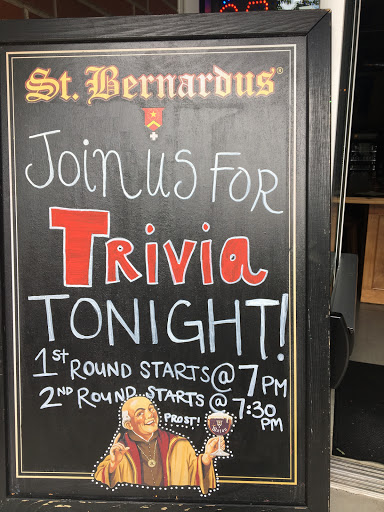 St. Bernardus®
Join us FOR
TRIVIA
TONIGHT!
1st ROUND STARTS @ 7 PM
2ND ROUND STARTS @ 7:30 PM
PROST!